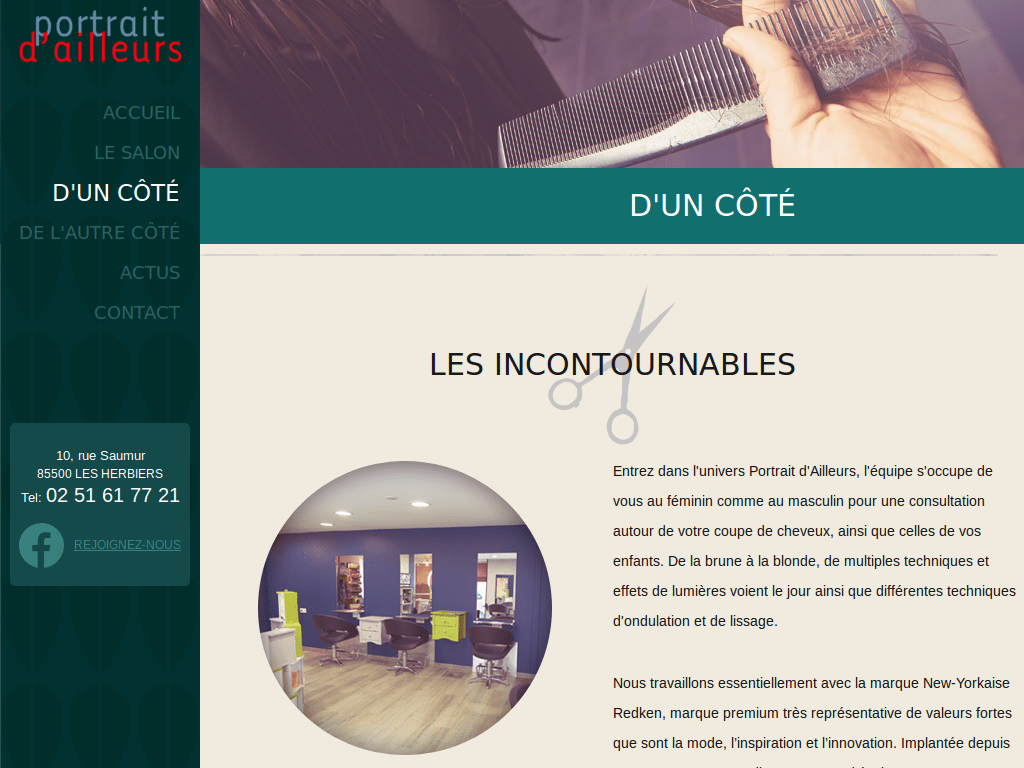 portrait
d'ailleurs
ACCUEIL
LE SALON
D'UN CÔTÉ
DE L'AUTRE CÔTÉ
ACTUS
CONTACT
10, rue Saumur
85500 LES HERBIERS
Tel: 02 51 61 77 21
REJOIGNEZ-NOUS
D'UN CÔTÉ
LES INCONTOURNABLES
Entrez dans l'univers Portrait d'Ailleurs, l'équipe s'occupe de
vous au féminin comme au masculin pour une consultation
autour de votre coupe de cheveux, ainsi que celles de vos
enfants. De la brune à la blonde, de multiples techniques et
effets de lumières voient le jour ainsi que différentes techniques
d'ondulation et de lissage.
Nous travaillons essentiellement avec la marque New-Yorkaise
Redken, marque premium très représentative de valeurs fortes
que sont la mode, l'inspiration et l'innovation. Implantée depuis